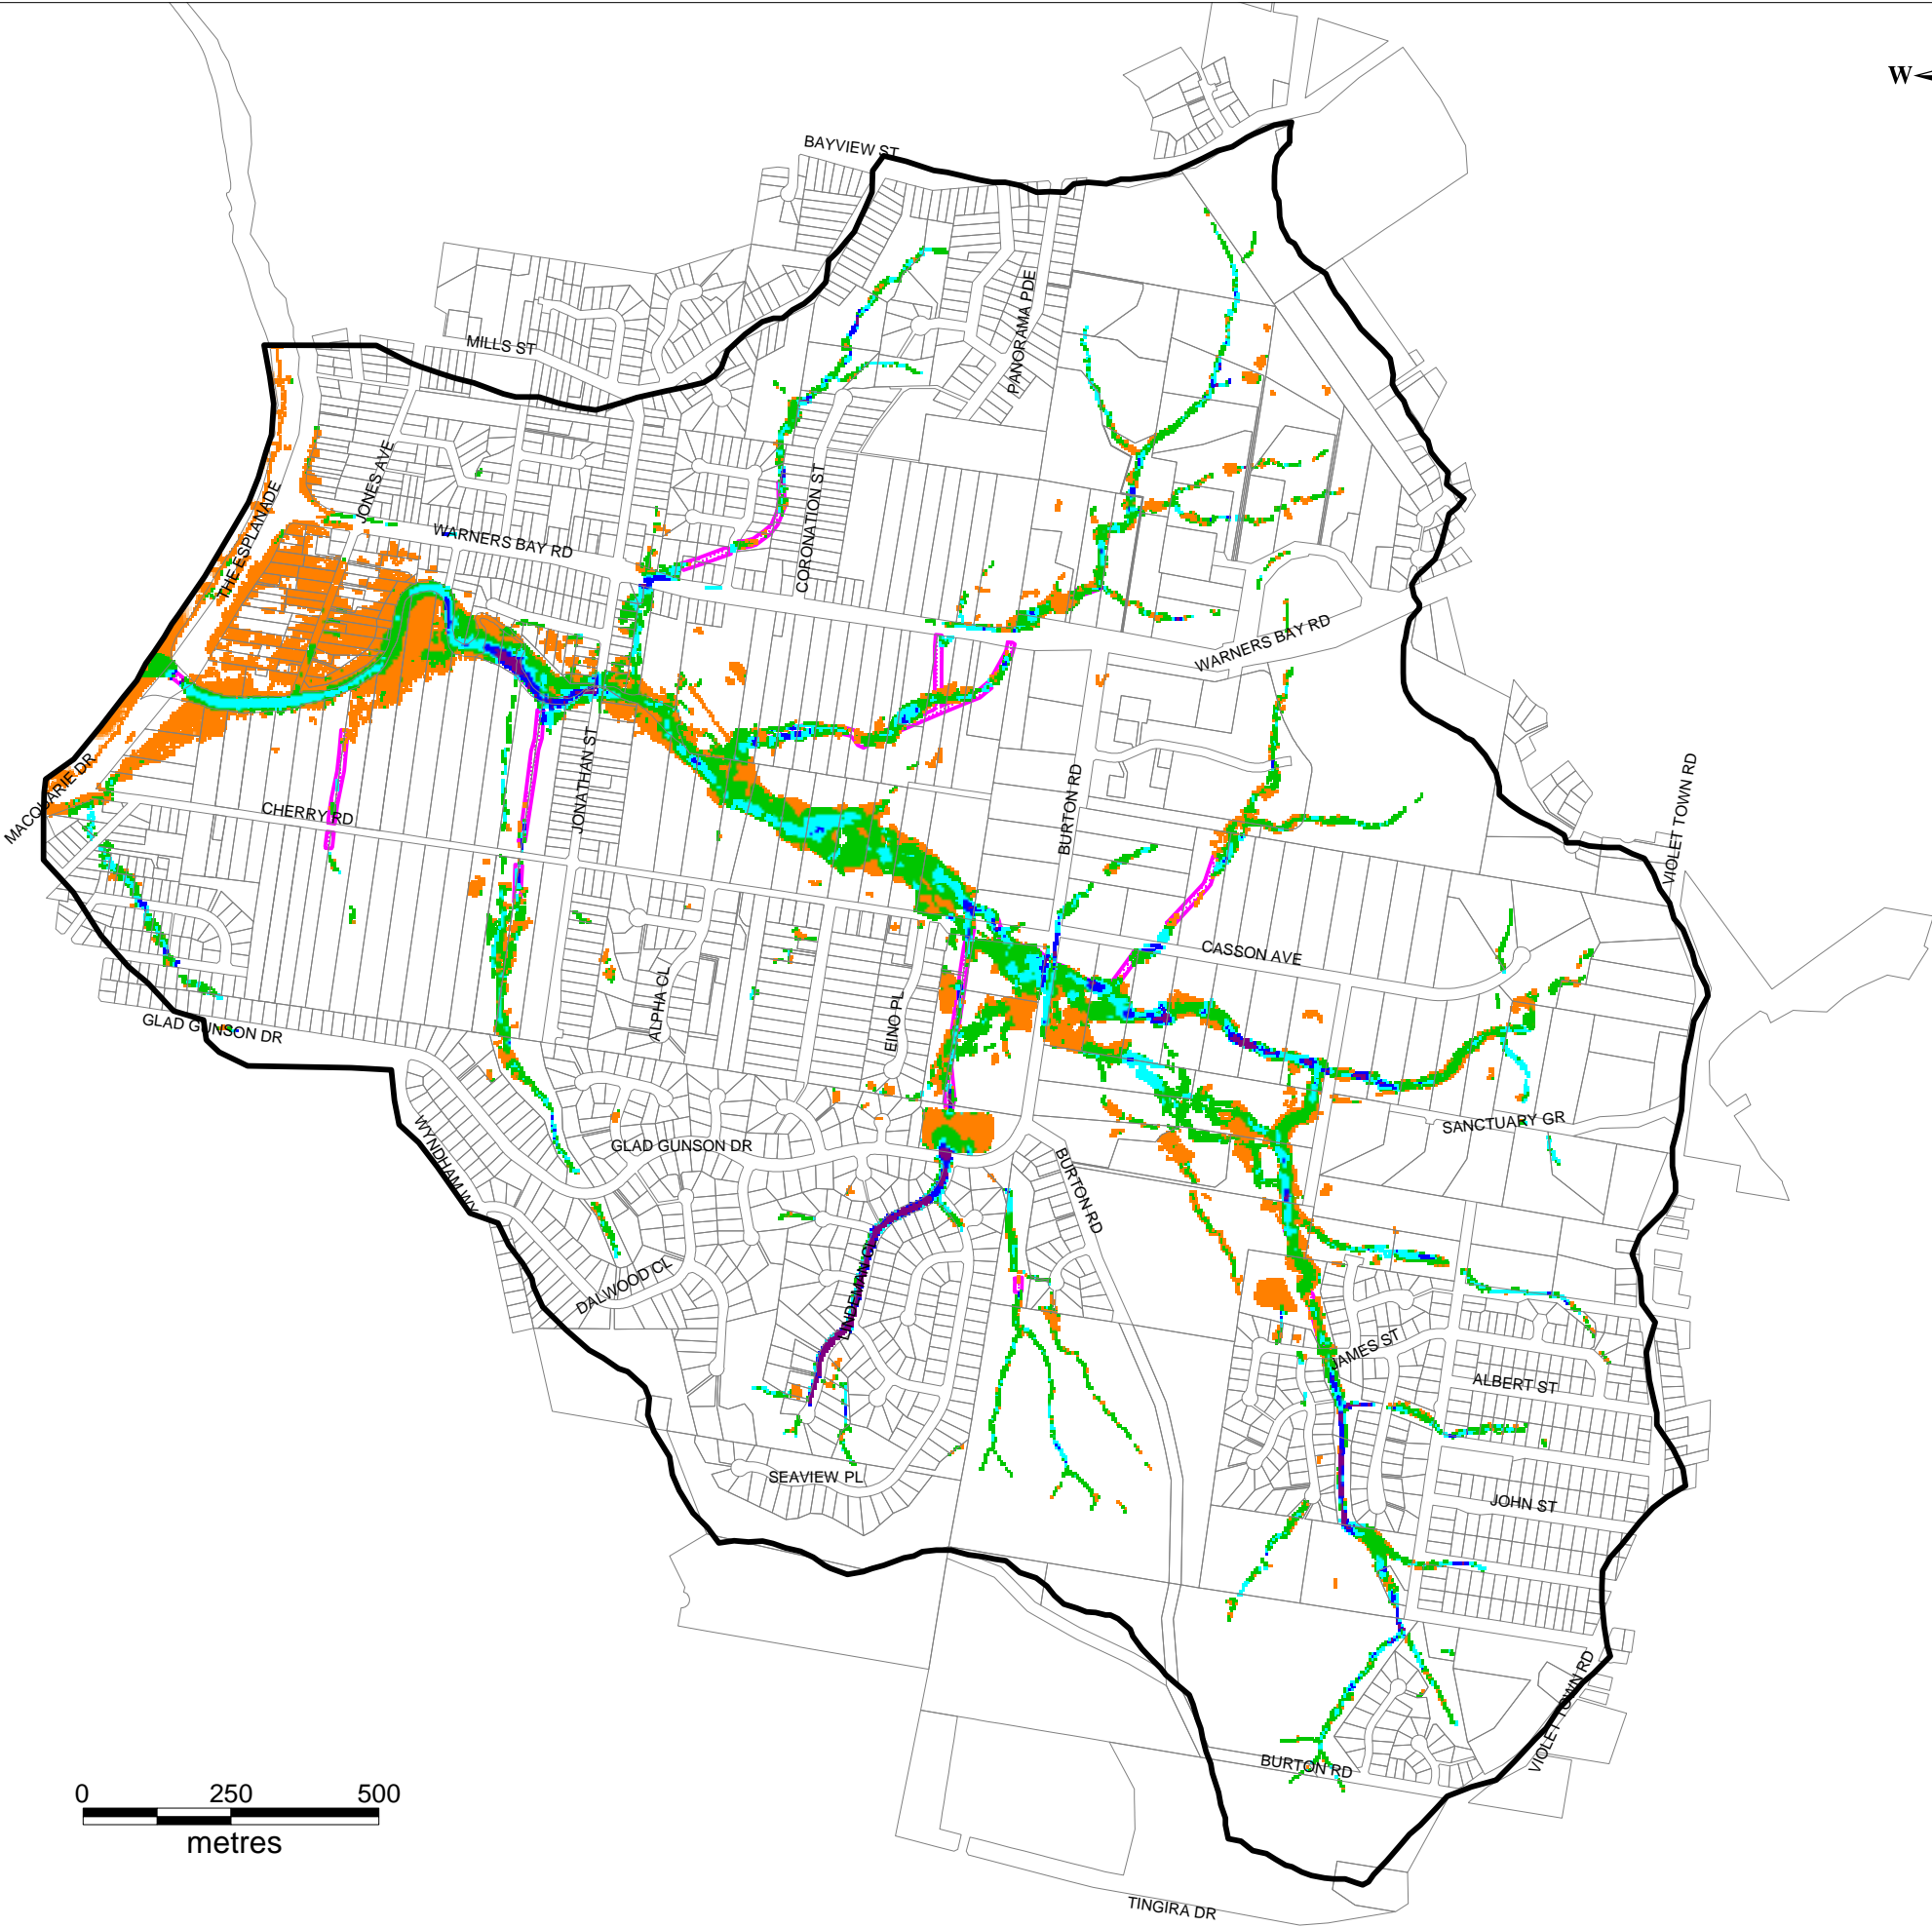 W
BAYVIEW ST
PANORAMA PDE
MILLS ST
JONES AVE
CORONATION ST
THE ESPLANADE
WARNERS BAY RD
WARNERS BAY RD
MACQUARIE DR
CHERRY RD
JONATHAN ST
BURTON RD
VIOLET TOWN RD
CASSON AVE
ALPHA CL
EINO PL
GLAD GUNSON DR
WYNDHAM WY
GLAD GUNSON DR
SANCTUARY GR
BURTON RD
DALWOOD CL
LINDEMAN CL
JAMES ST
ALBERT ST
SEAVIEW PL
JOHN ST
VIOLET TOWN RD
BURTON RD
0 250 500
metres
TINGIRA DR